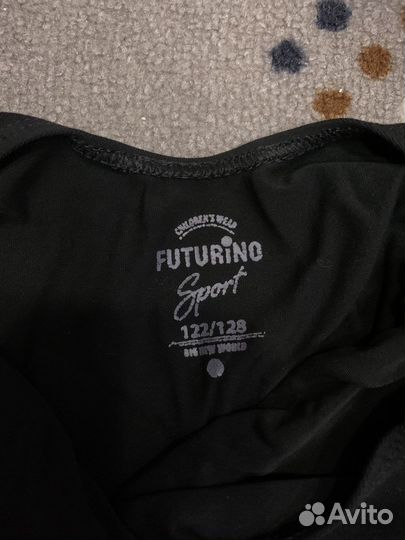 CHILDREN'S WEAR
FUTURINO
Sport
122/128
BIG NEW WORLD
Avito